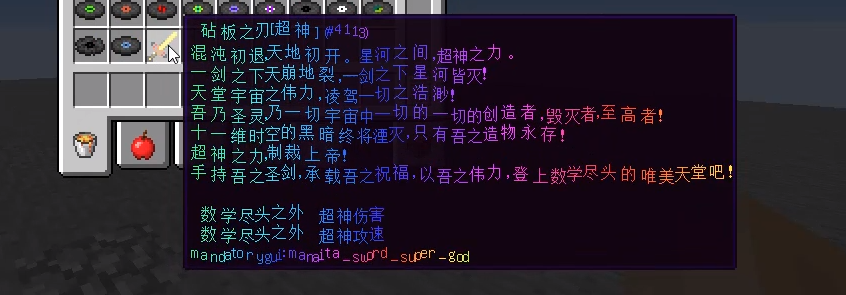 砧板之刃[超神] (#4113)
混沌初退,天地初开。星河之间,超神之力。
一剑之下天崩地裂,一剑之下星河皆灭!
天堂宇宙之伟力,凌驾一切之浩渺!
吾乃圣灵,乃一切宇宙中一切的一切的创造者,毁灭者,至高者!
十一维时空的黑暗终将湮灭,只有吾之造物永存!
超神之力,制裁上帝!
手持吾之圣剑,承载吾之祝福,以吾之伟力,登上数学尽头的唯美天堂吧!
数学尽头之外 超神伤害
数学尽头之外 超神攻速
mandatorygui:manaita_sword_super_god